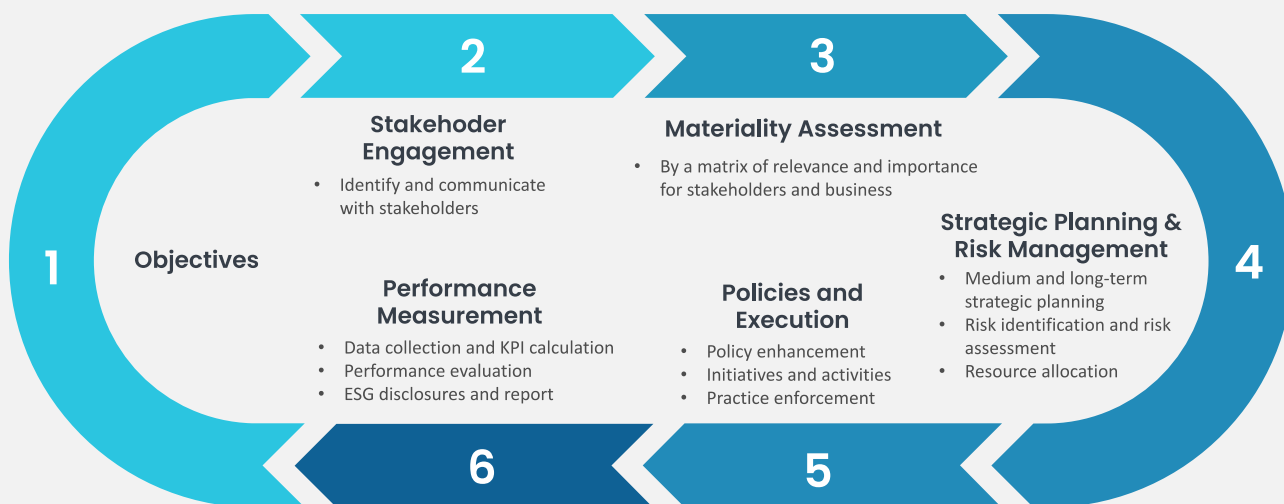 1
Objectives
2
Stakehoder
Engagement
• Identify and communicate
with stakeholders
3
Materiality Assessment
• By a matrix of relevance and importance
for stakeholders and business
4
Strategic Planning &
Risk Management
• Medium and long-term
strategic planning
• Risk identification and risk
assessment
• Resource allocation
5
Policies and
Execution
• Policy enhancement
• Initiatives and activities
• Practice enforcement
6
Performance
Measurement
• Data collection and KPI calculation
• Performance evaluation
• ESG disclosures and report